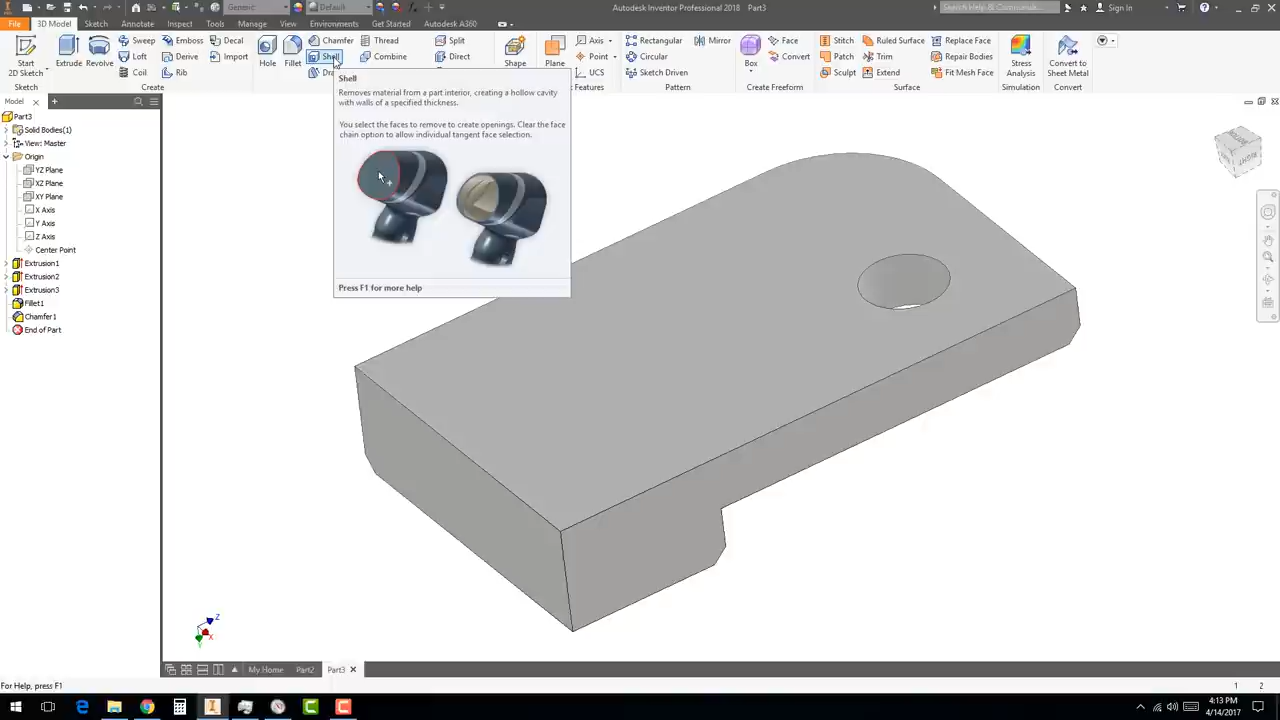 Generic
Default
Autodesk Inventor Professional 2018
Part3
Search Help & Commands...
Sign In
File
3D Model
Sketch
Annotate
Inspect
Tools
Manage
View
Environments
Get Started
Autodesk A360
Start
2D Sketch
Sketch
Extrude
Revolve
Sweep
Emboss
Decal
Loft
Derive
Import
Coil
Rib
Create
Hole
Fillet
Chamfer
Thread
Split
Shell
Combine
Direct
Shape
Plane
Axis
Point
UCS
Features
Rectangular
Mirror
Circular
Sketch Driven
Pattern
Box
Face
Convert
Create Freeform
Stitch
Ruled Surface
Replace Face
Patch
Trim
Repair Bodies
Sculpt
Extend
Fit Mesh Face
Surface
Stress
Analysis
Simulation
Convert to
Sheet Metal
Convert
Model
Part3
Solid Bodies(1)
View: Master
Origin
YZ Plane
XZ Plane
XY Plane
X Axis
Y Axis
Z Axis
Center Point
Extrusion1
Extrusion2
Extrusion3
Fillet1
Chamfer1
End of Part
Shell
Removes material from a part interior, creating a hollow cavity
with walls of a specified thickness.
You select the faces to remove to create openings. Clear the face
chain option to allow individual tangent face selection.
Press F1 for more help
Z
X
Y
My Home
Part2
Part3
For Help, press F1
1
2
4:13 PM
4/14/2017